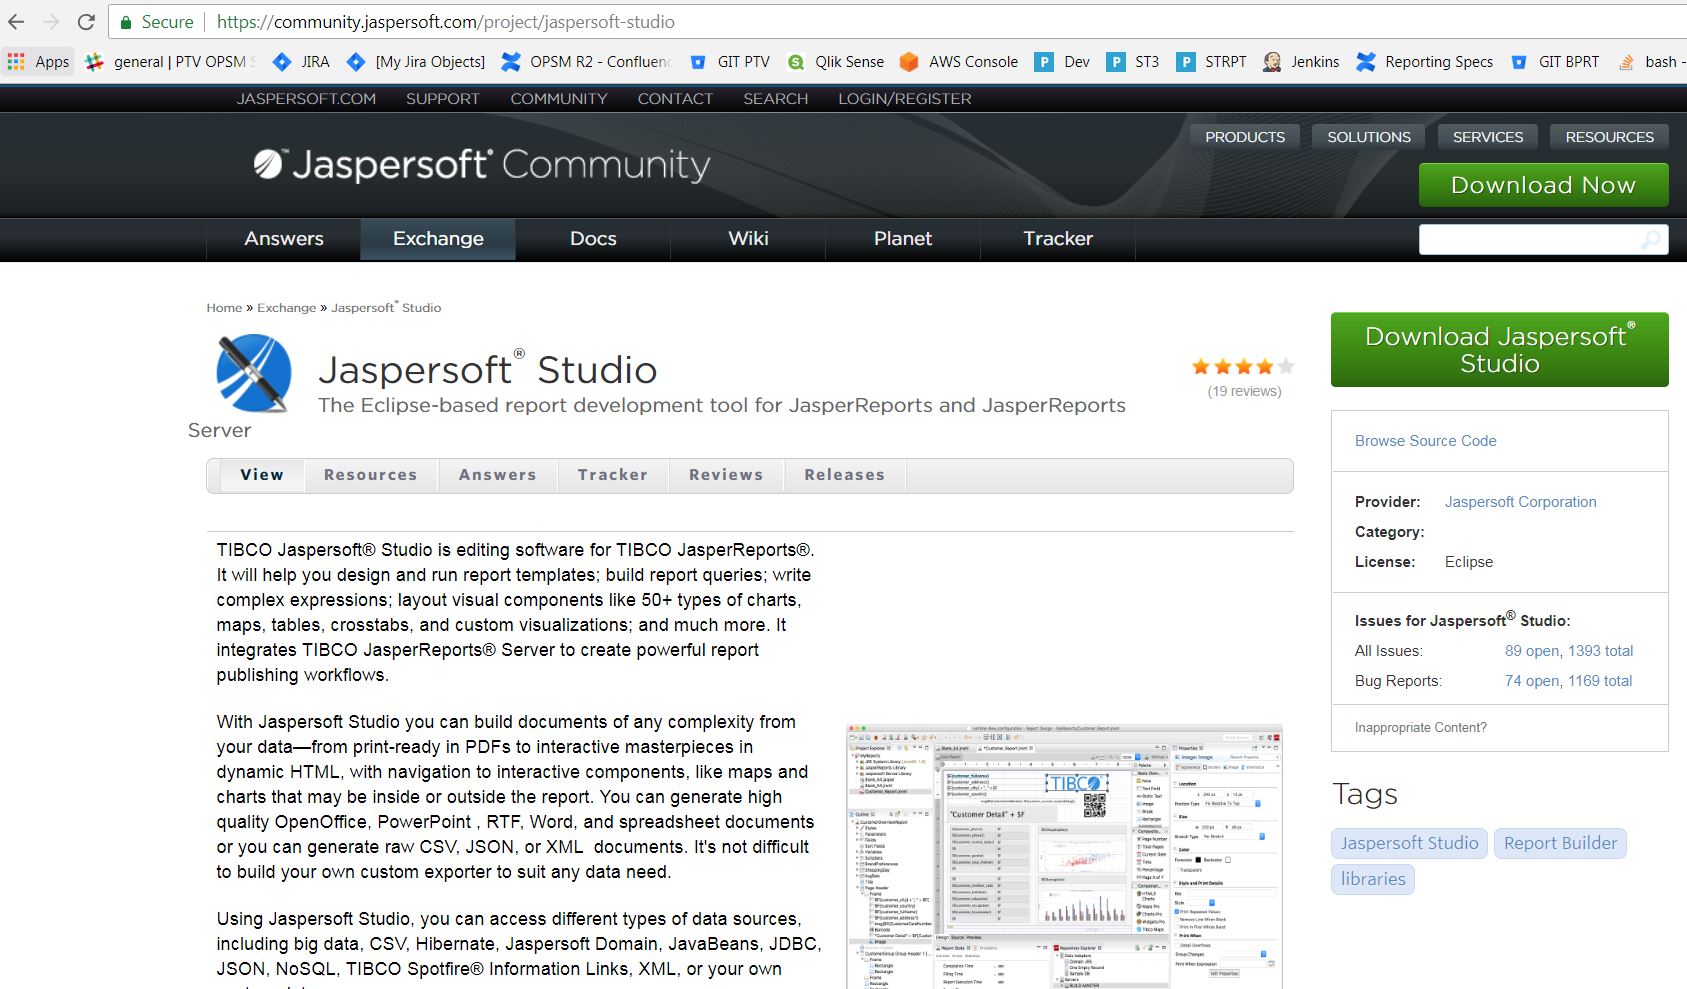 Secure
https://community.jaspersoft.com/project/jaspersoft-studio
Apps
general | PTV OPSM S
JIRA
[My Jira Objects]
OPSM R2 - Confluenc
GIT PTV
Qlik Sense
AWS Console
P Dev
P ST3
P STRPT
Jenkins
Reporting Specs
GIT BPRT
bash -
JASPERSOFT.COM SUPPORT COMMUNITY CONTACT SEARCH LOGIN/REGISTER
PRODUCTS SOLUTIONS SERVICES RESOURCES
Jaspersoft® Community
Download Now
Answers Exchange Docs Wiki Planet Tracker
Home » Exchange » Jaspersoft® Studio
Jaspersoft® Studio
The Eclipse-based report development tool for JasperReports and JasperReports
Server
(19 reviews)
View Resources Answers Tracker Reviews Releases
TIBCO Jaspersoft® Studio is editing software for TIBCO JasperReports®.
It will help you design and run report templates; build report queries; write
complex expressions; layout visual components like 50+ types of charts,
maps, tables, crosstabs, and custom visualizations; and much more. It
integrates TIBCO JasperReports® Server to create powerful report
publishing workflows.
With Jaspersoft Studio you can build documents of any complexity from
your data—from print-ready in PDFs to interactive masterpieces in
dynamic HTML, with navigation to interactive components, like maps and
charts that may be inside or outside the report. You can generate high
quality OpenOffice, PowerPoint , RTF, Word, and spreadsheet documents
or you can generate raw CSV, JSON, or XML  documents. It's not difficult
to build your own custom exporter to suit any data need.
Using Jaspersoft Studio, you can access different types of data sources,
including big data, CSV, Hibernate, Jaspersoft Domain, JavaBeans, JDBC,
JSON, NoSQL, TIBCO Spotfire® Information Links, XML, or your own
TIBCO
"Customer Detail" + $F
Download Jaspersoft®
Studio
Browse Source Code
Provider: Jaspersoft Corporation
Category:
License: Eclipse
Issues for Jaspersoft® Studio:
All Issues: 89 open, 1393 total
Bug Reports: 74 open, 1169 total
Inappropriate Content?
Tags
Jaspersoft Studio Report Builder
libraries